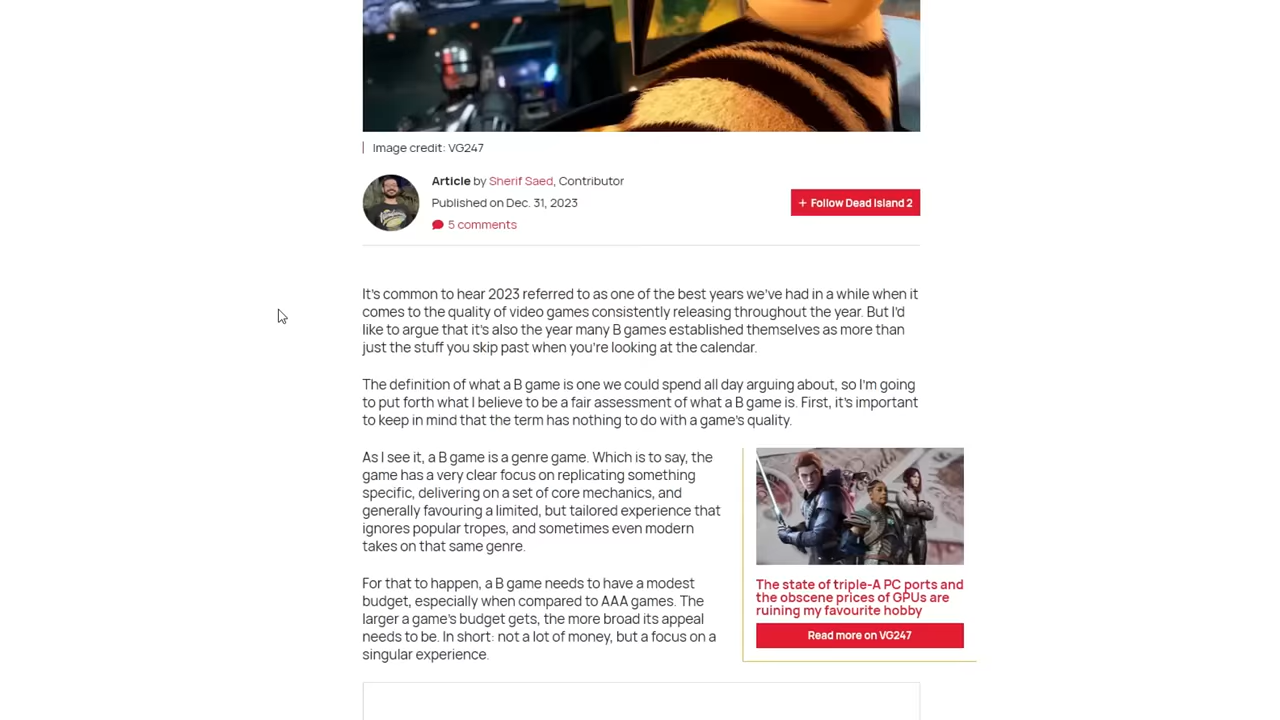 Image credit: VG247
Article by Sherif Saed, Contributor
Published on Dec. 31, 2023
5 comments
+ Follow Dead Island 2
It's common to hear 2023 referred to as one of the best years we've had in a while when it
comes to the quality of video games consistently releasing throughout the year. But I'd
like to argue that it's also the year many B games established themselves as more than
just the stuff you skip past when you're looking at the calendar.
The definition of what a B game is one we could spend all day arguing about, so I'm going
to put forth what I believe to be a fair assessment of what a B game is. First, it's important
to keep in mind that the term has nothing to do with a game's quality.
As I see it, a B game is a genre game. Which is to say, the
game has a very clear focus on replicating something
specific, delivering on a set of core mechanics, and
generally favouring a limited, but tailored experience that
ignores popular tropes, and sometimes even modern
takes on that same genre.
For that to happen, a B game needs to have a modest
budget, especially when compared to AAA games. The
larger a game's budget gets, the more broad its appeal
needs to be. In short: not a lot of money, but a focus on a
singular experience.
The state of triple-A PC ports and
the obscene prices of GPUs are
ruining my favourite hobby
Read more on VG247